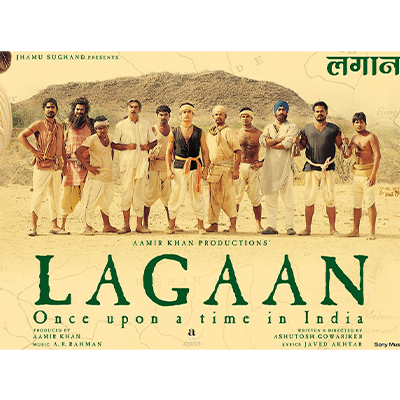 JHAMU SUGHAND PRESENTS
लगान
AAMIR KHAN PRODUCTIONS'
LAGAAN
Once upon a time in India
PRODUCED BY
AAMIR KHAN
MUSIC A. R. RAHMAN
a
WRITTEN & DIRECTED BY
ASHUTOSH GOWARIKER
LYRICS JAVED AKHTAR
Sony Mus